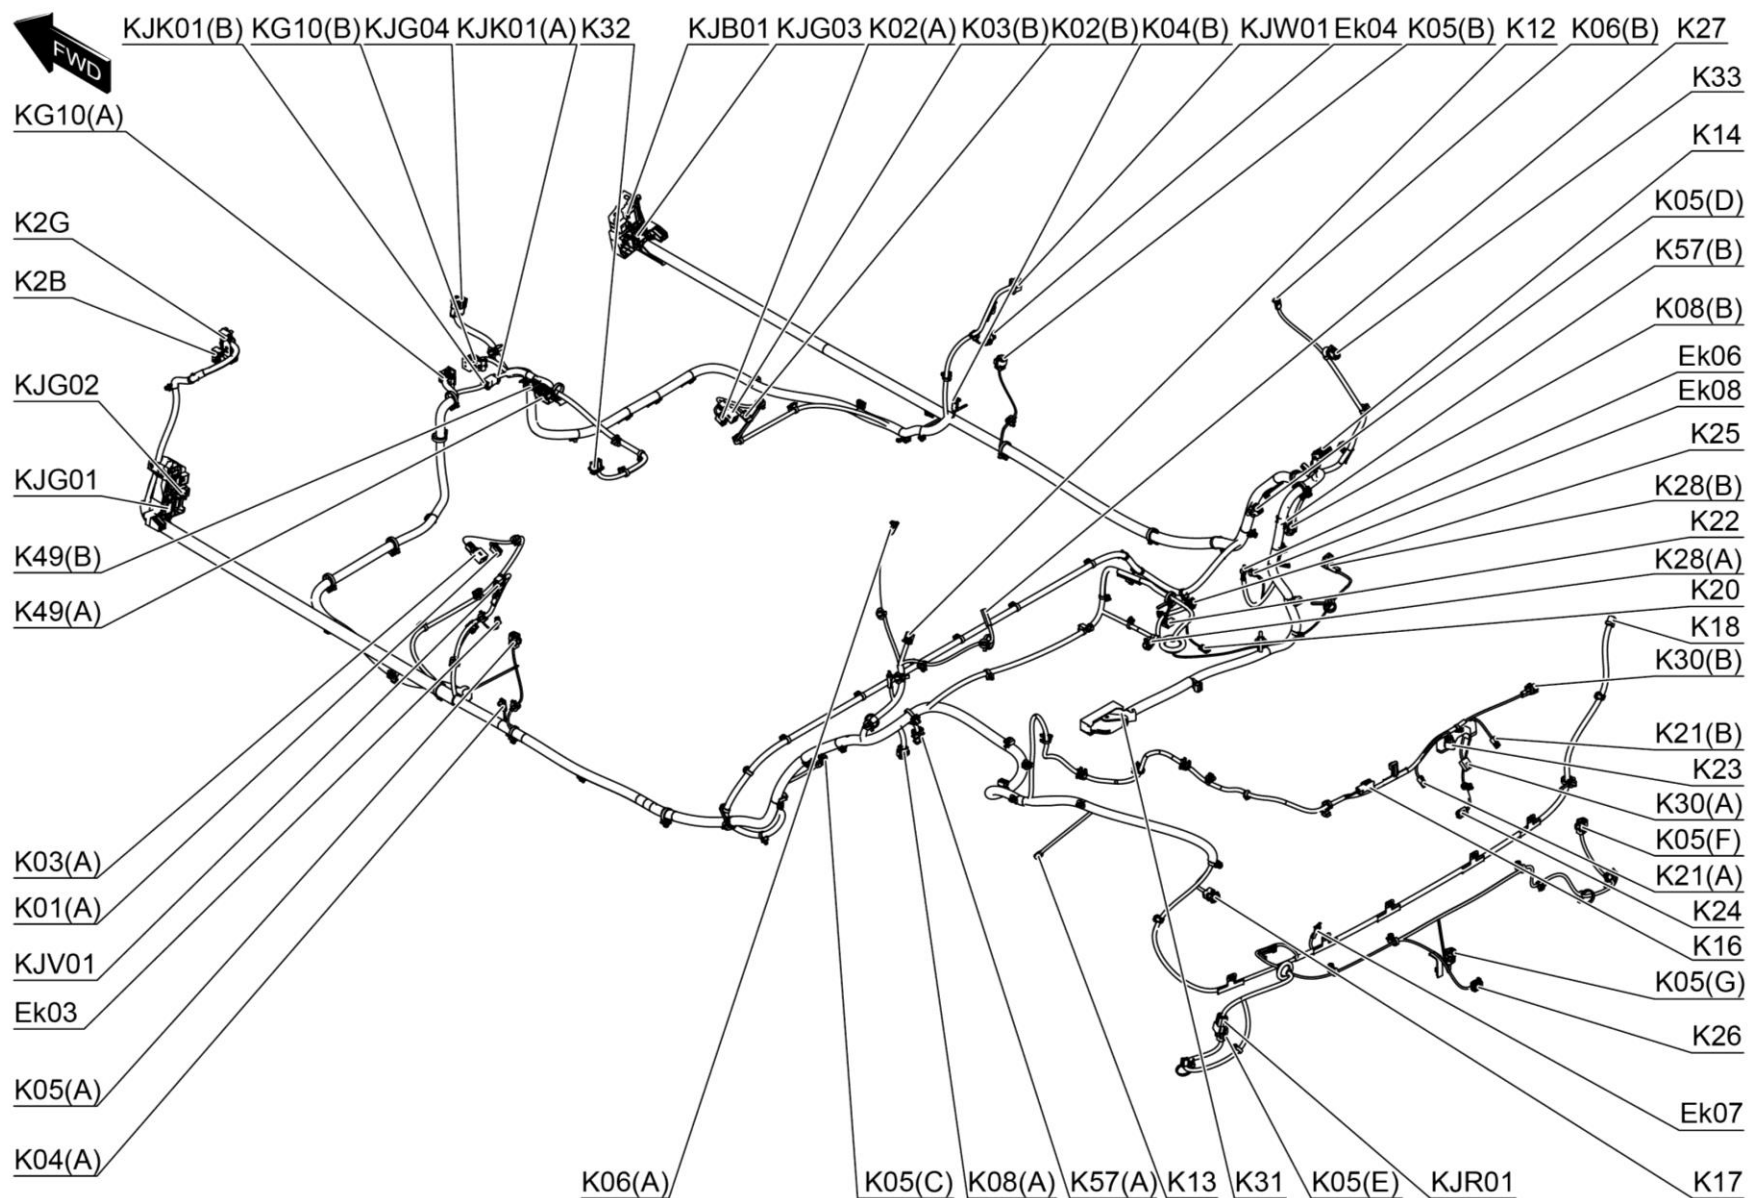 FWD
KJK01(B) KG10(B) KJG04 KJK01(A) K32 KJB01 KJG03 K02(A) K03(B) K02(B) K04(B) KJW01 Ek04 K05(B) K12 K06(B) K27
K33
KG10(A)
K14
K05(D)
K2G
K57(B)
K2B
K08(B)
Ek06
KJG02
Ek08
K25
KJG01
K28(B)
K22
K49(B)
K28(A)
K20
K49(A)
K18
K30(B)
K21(B)
K23
K30(A)
K05(F)
K03(A)
K21(A)
K01(A)
K24
K16
KJV01
K05(G)
Ek03
K26
K05(A)
Ek07
K04(A)
K06(A) K05(C) K08(A) K57(A) K13 K31 K05(E) KJR01 K17